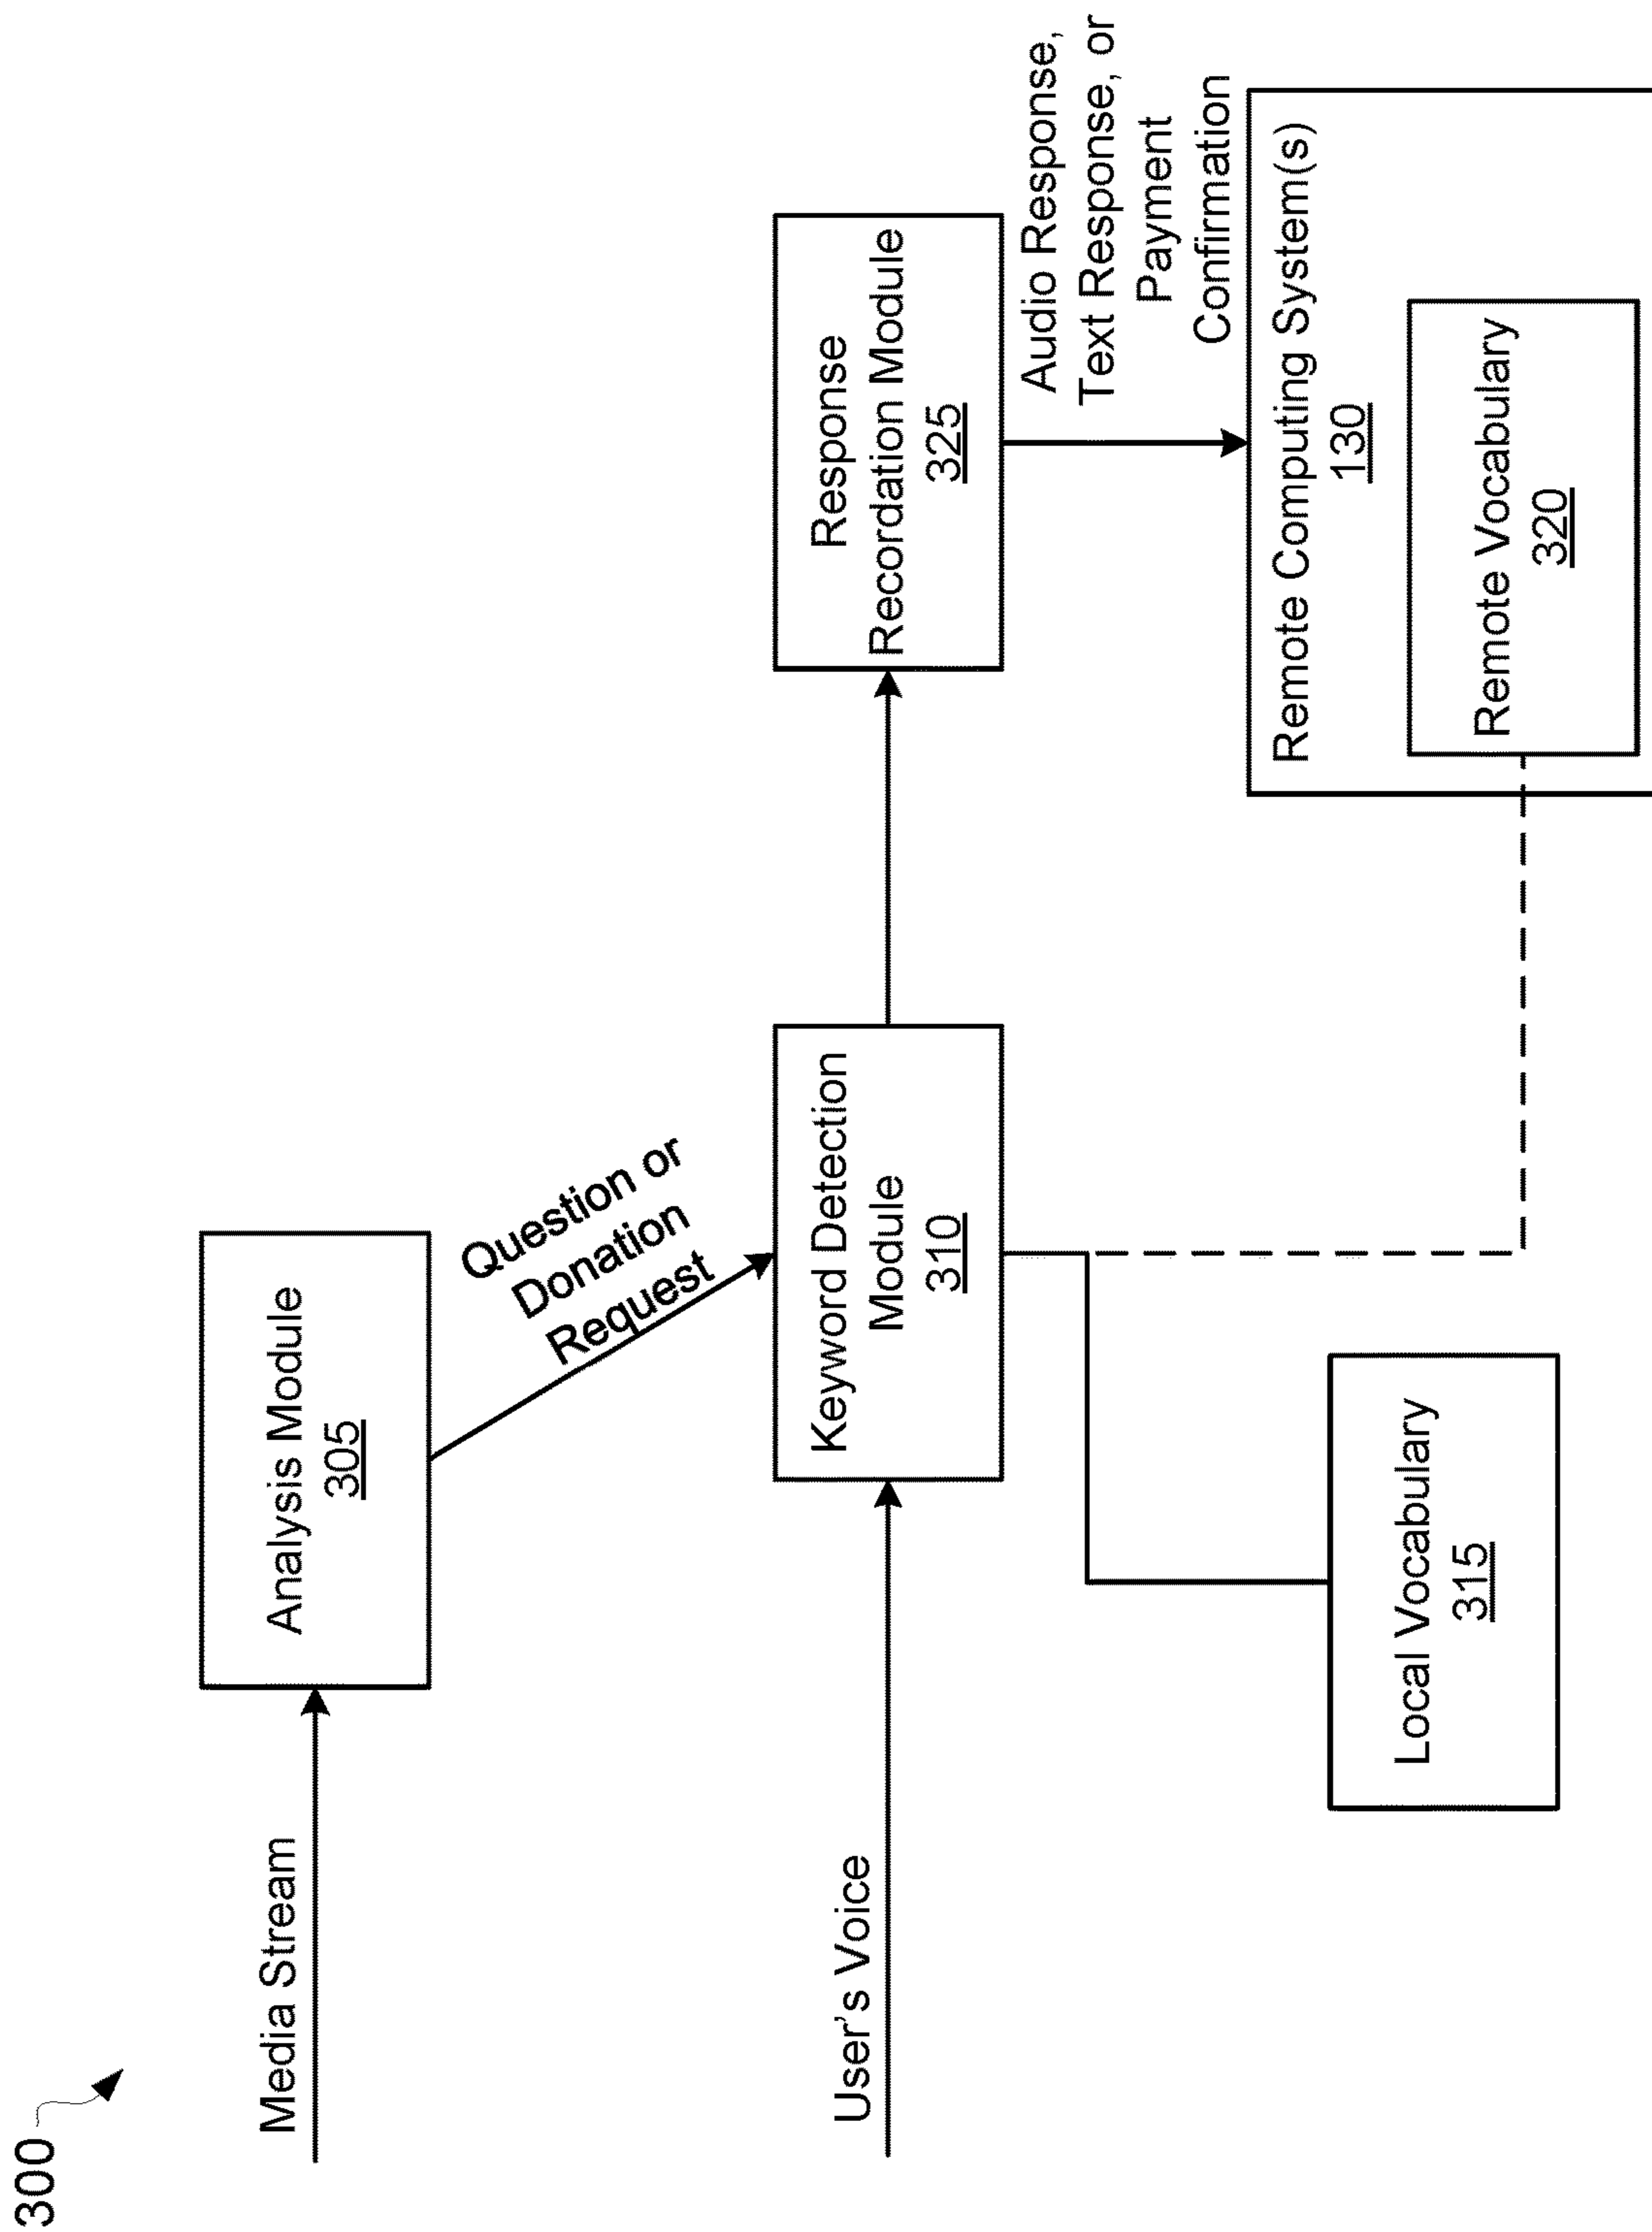 300
Media Stream
Analysis Module
305
Question or
Donation
Request
User's Voice
Keyword Detection
Module
310
Response
Recordation Module
325
Audio Response,
Text Response, or
Payment
Confirmation
Local Vocabulary
315
Remote Computing System(s)
130
Remote Vocabulary
320